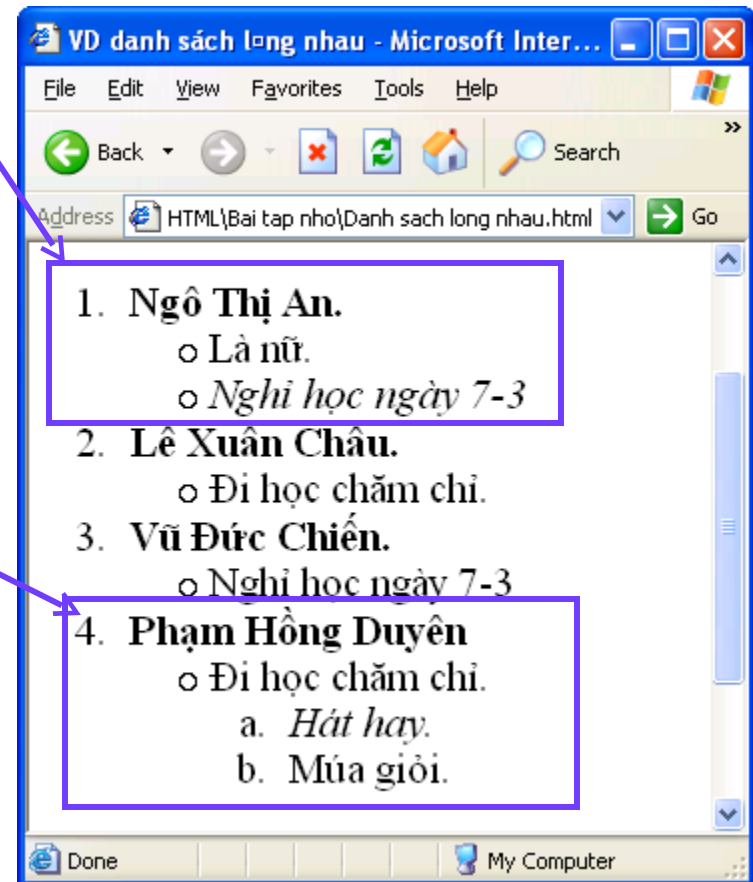 VD danh sách l¤ng nhau - Microsoft Inter...
File Edit View Favorites Tools Help
Back Search »
Address HTML\Bai tap nho\Danh sach long nhau.html Go
1. Ngô Thị An.
o Là nữ.
o Nghỉ học ngày 7-3
2. Lê Xuân Châu.
o Đi học chăm chỉ.
3. Vũ Đức Chiến.
o Nghỉ học ngày 7-3
4. Phạm Hồng Duyên
o Đi học chăm chỉ.
a. Hát hay.
b. Múa giỏi.
Done My Computer